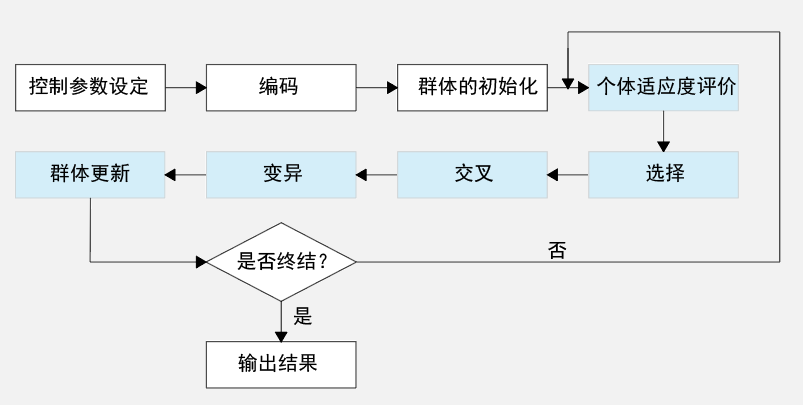 控制参数设定
编码
群体的初始化
个体适应度评价
群体更新
变异
交叉
选择
是否终结？
否
是
输出结果